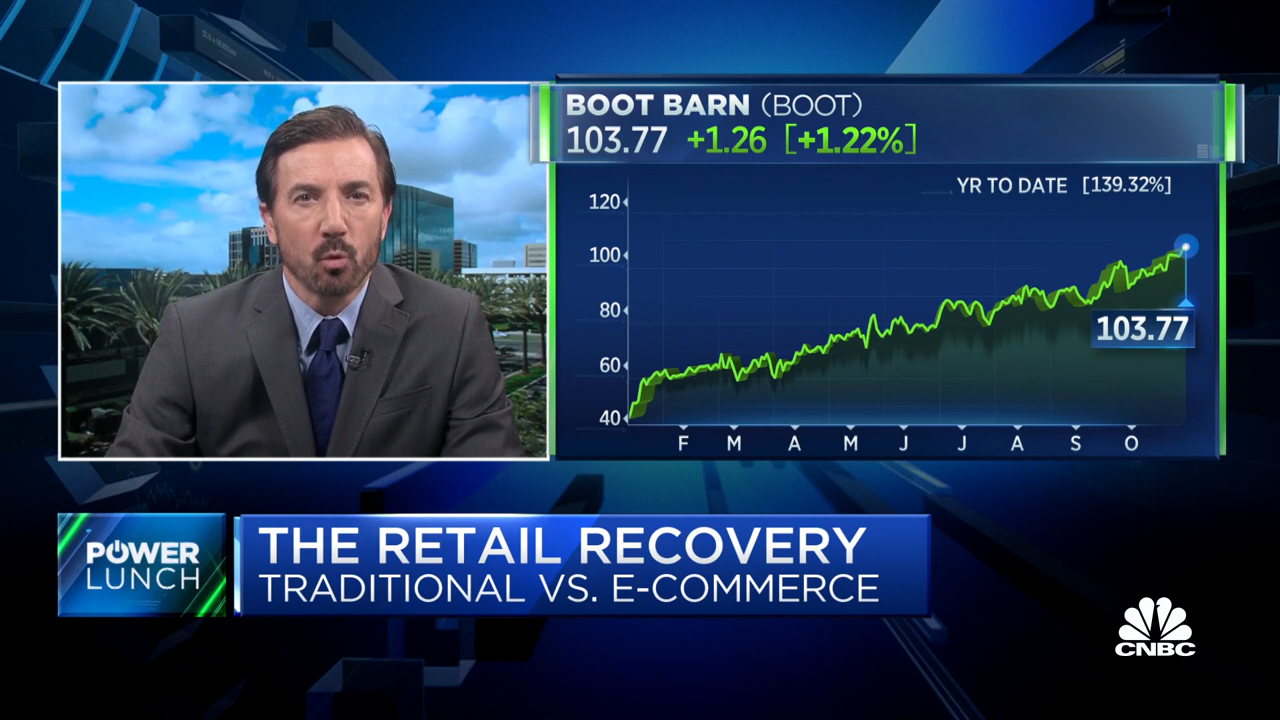 BOOT BARN (BOOT)
103.77 +1.26 [+1.22%]
YR TO DATE [139.32%]
120
100
80
60
40
103.77
F M A M J J A S O
POWER
LUNCH
THE RETAIL RECOVERY
TRADITIONAL VS. E-COMMERCE
CNBC